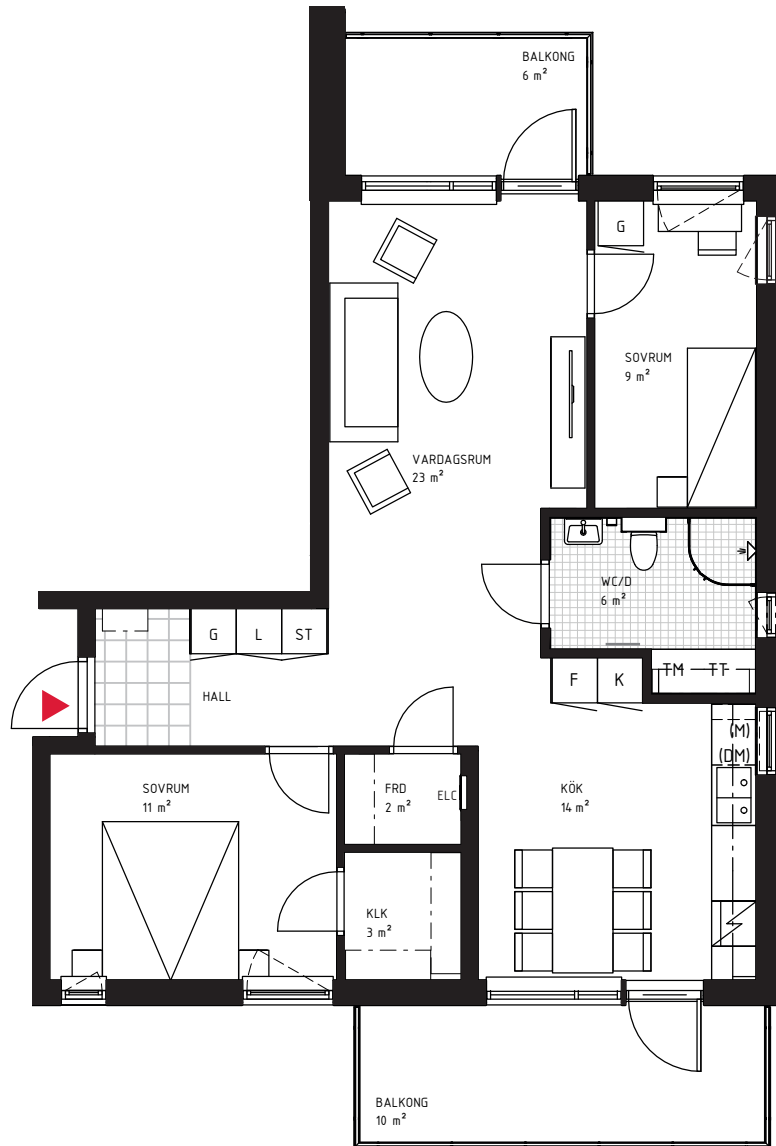 BALKONG
6 m²
G
SOVRUM
9 m²
VARDAGSRUM
23 m²
WC/D
6 m²
G L ST
F K
TM TT
HALL
(M)
(DM)
SOVRUM
11 m²
FRD
2 m²
ELC
KÖK
14 m²
KLK
3 m²
BALKONG
10 m²